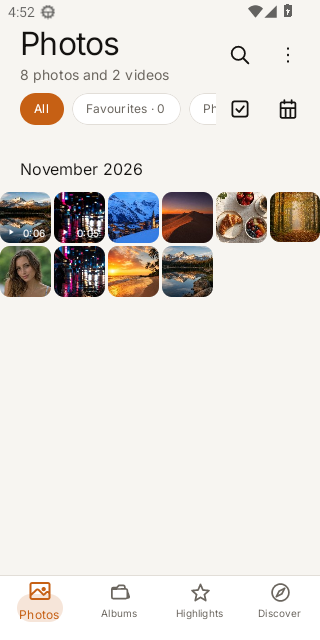 4:52
Photos
8 photos and 2 videos
All
Favourites · 0
Ph
November 2026
0:06
0:05
Photos
Albums
Highlights
Discover